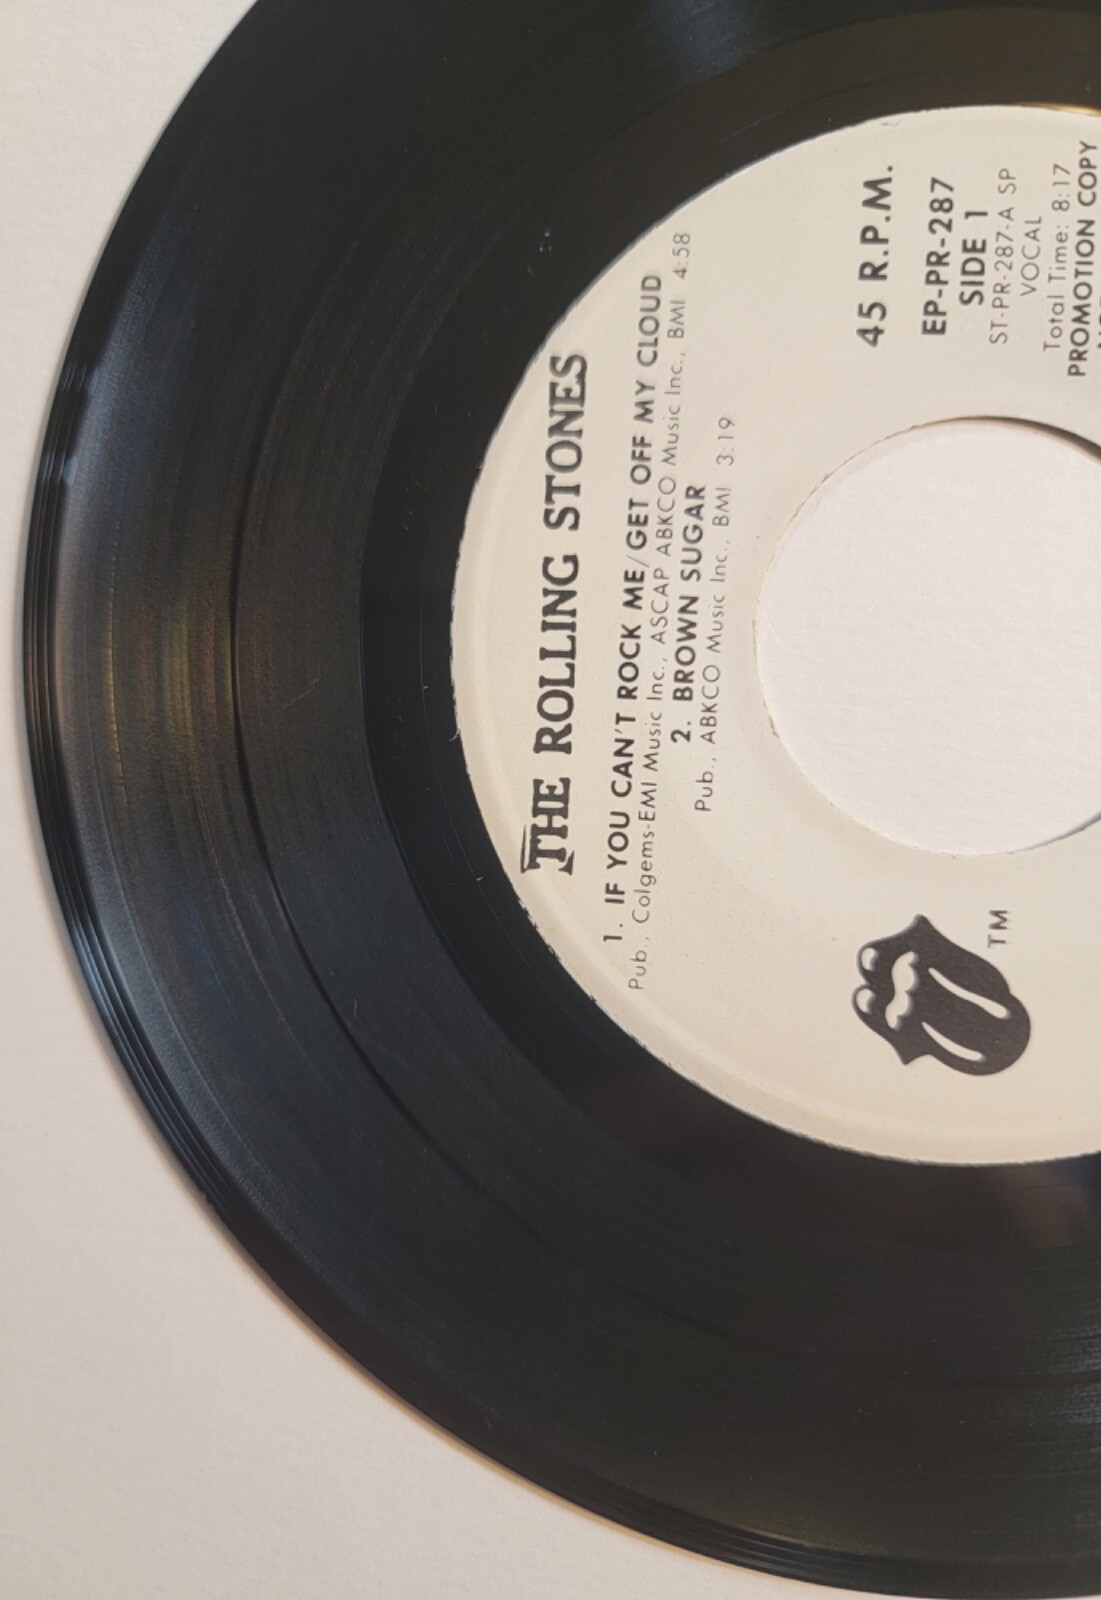 THE ROLLING STONES
1. IF YOU CAN'T ROCK ME/GET OFF MY CLOUD
Pub., Colgems-EMI Music Inc., ASCAP ABKCO Music Inc., BMI 4:58
2. BROWN SUGAR
Pub., ABKCO Music Inc., BMI 3:19
45 R.P.M.
EP-PR-287
SIDE 1
ST-PR-287-A SP
VOCAL
Total Time: 8:17
PROMOTION COPY
TM